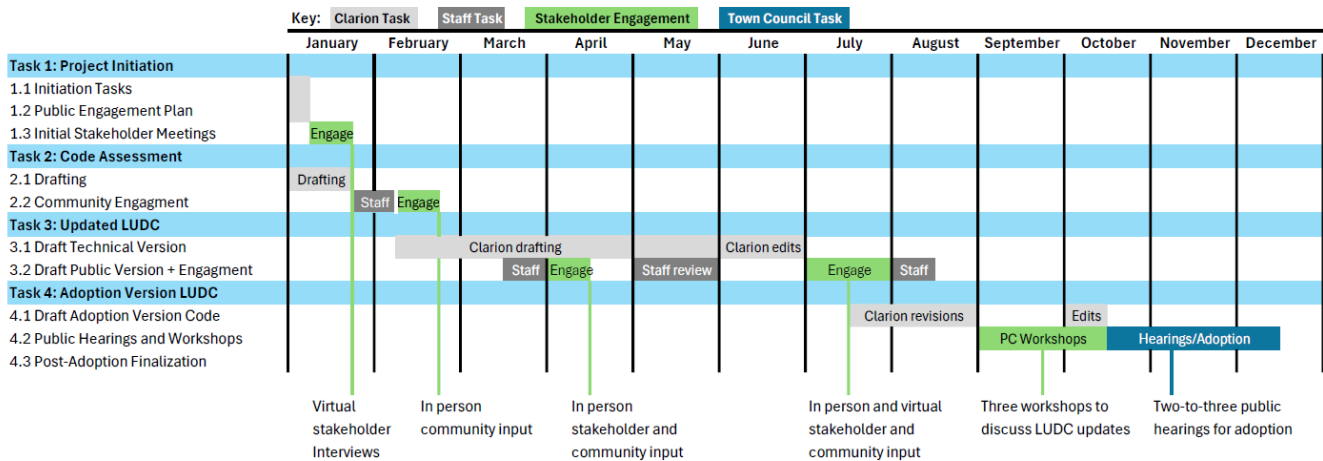 Key: Clarion Task Staff Task Stakeholder Engagement Town Council Task
January February March April May June July August September October November December
Task 1: Project Initiation
1.1 Initiation Tasks
1.2 Public Engagement Plan
1.3 Initial Stakeholder Meetings Engage
Task 2: Code Assessment
2.1 Drafting Drafting
2.2 Community Engagment Staff Engage
Task 3: Updated LUDC
3.1 Draft Technical Version Clarion drafting Clarion edits
3.2 Draft Public Version + Engagment Staff Engage Staff review Engage Staff
Task 4: Adoption Version LUDC
4.1 Draft Adoption Version Code Clarion revisions Edits
4.2 Public Hearings and Workshops PC Workshops Hearings/Adoption
4.3 Post-Adoption Finalization
Virtual
stakeholder
Interviews
In person
community input
In person
stakeholder and
community input
In person and virtual
stakeholder and
community input
Three workshops to
discuss LUDC updates
Two-to-three public
hearings for adoption